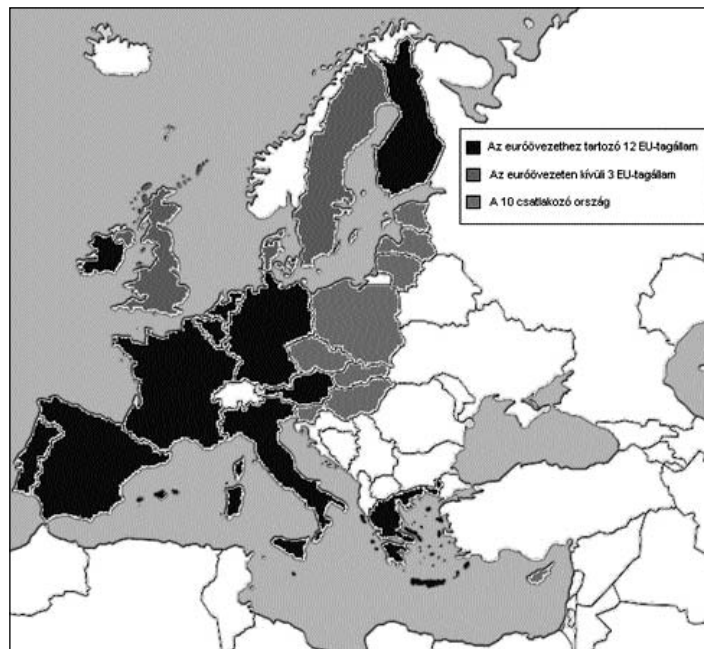 Az euróövezethez tartozó 12 EU-tagállam
Az euróövezeten kívüli 3 EU-tagállam
A 10 csatlakozó ország